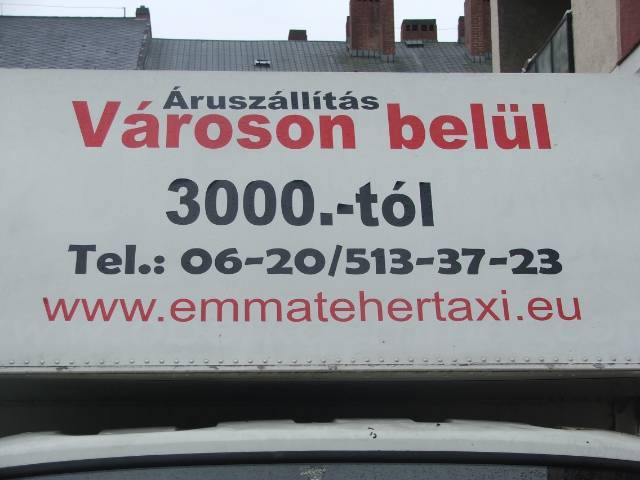 Áruszállítás
Városon belül
3000.-tól
Tel.: 06-20/513-37-23
www.emmatehertaxi.eu